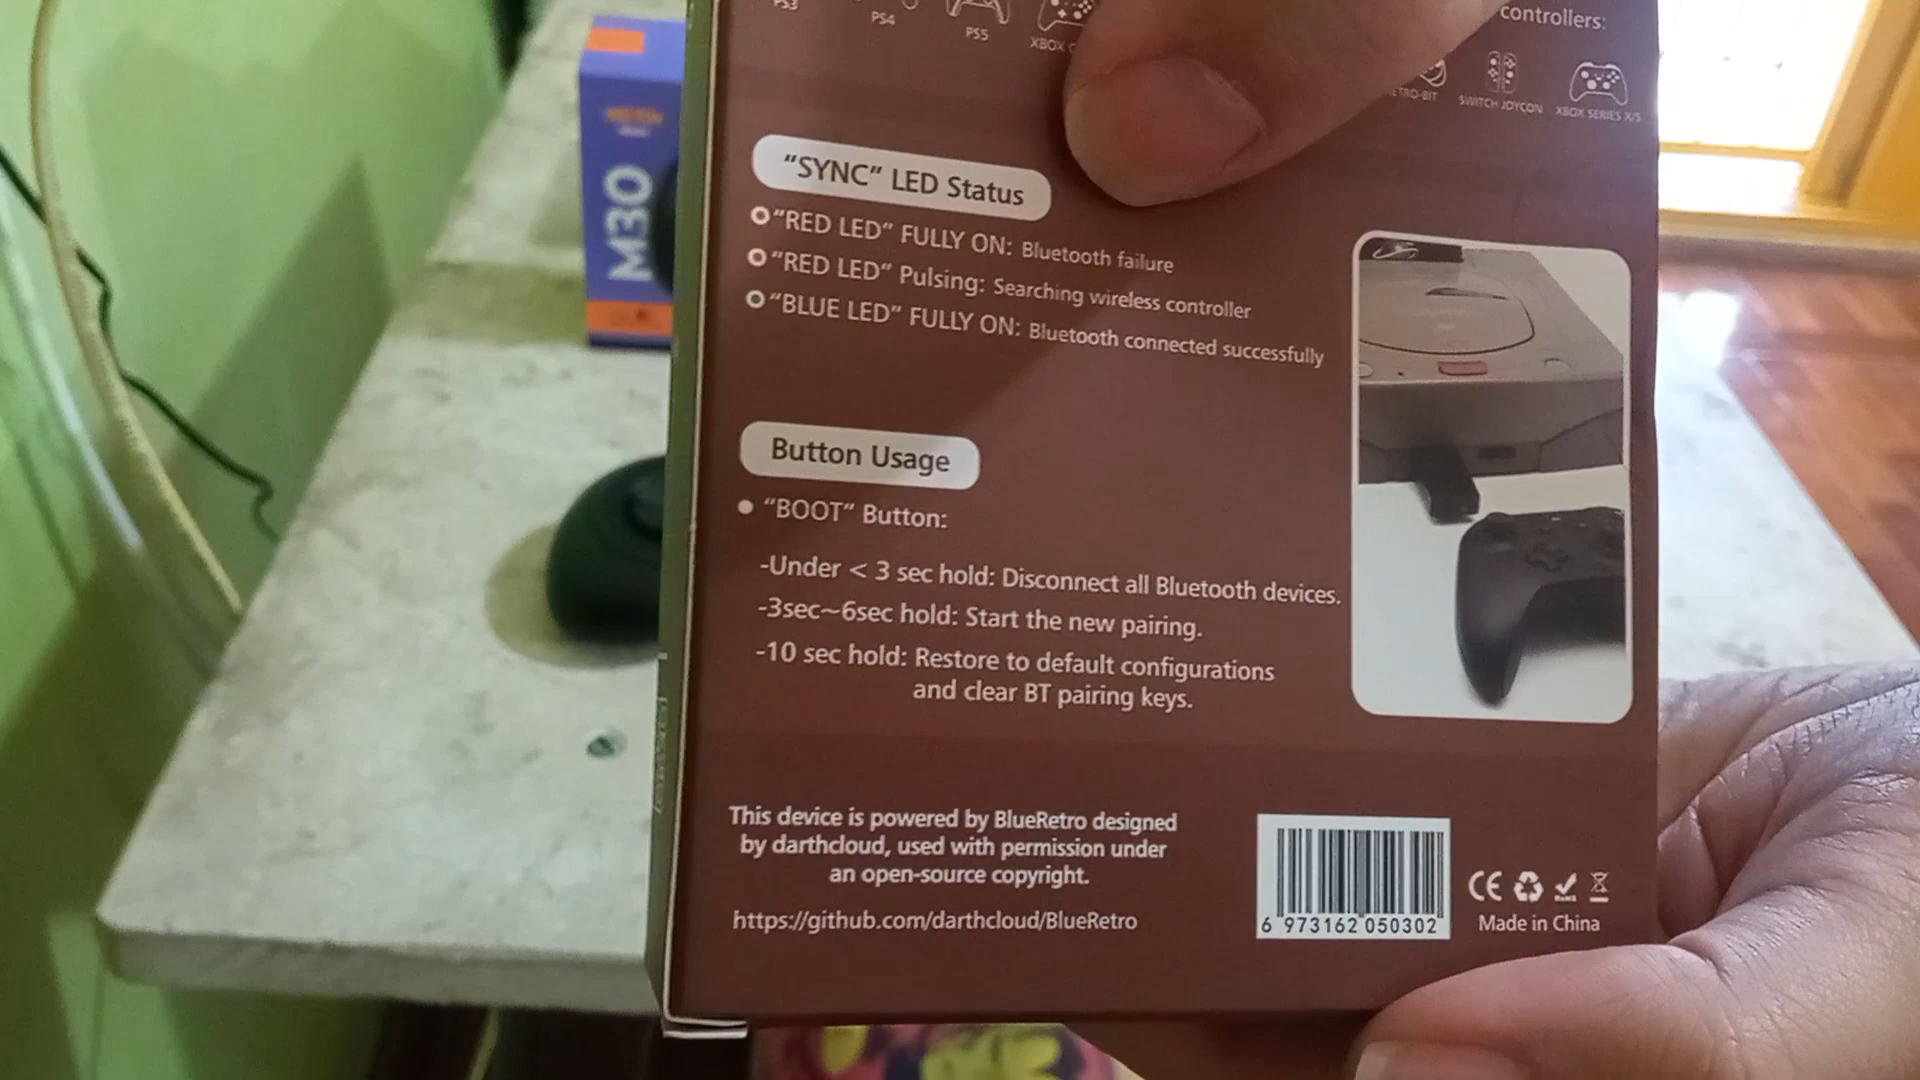 controllers:
PS3
PS4
PS5
XBOX
SWITCH JOYCON
XBOX SERIES X/S
M30
"SYNC" LED Status
"RED LED" FULLY ON: Bluetooth failure
"RED LED" Pulsing: Searching wireless controller
"BLUE LED" FULLY ON: Bluetooth connected successfully
Button Usage
"BOOT" Button:
-Under < 3 sec hold: Disconnect all Bluetooth devices.
-3sec~6sec hold: Start the new pairing.
-10 sec hold: Restore to default configurations
and clear BT pairing keys.
This device is powered by BlueRetro designed
by darthcloud, used with permission under
an open-source copyright.
https://github.com/darthcloud/BlueRetro
6 973162 050302
CE
RoHS
Made in China